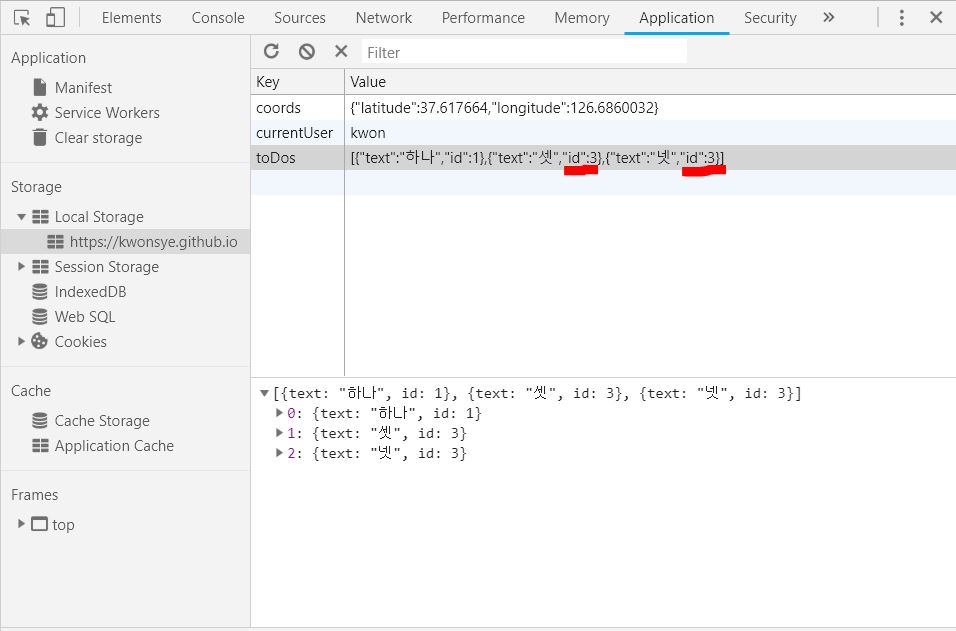 Elements Console Sources Network Performance Memory Application Security »
Application
Manifest
Service Workers
Clear storage
Storage
Local Storage
https://kwonsye.github.io
Session Storage
IndexedDB
Web SQL
Cookies
Cache
Cache Storage
Application Cache
Frames
top
Filter
Key Value
coords {"latitude":37.617664,"longitude":126.6860032}
currentUser kwon
toDos [{"text":"하나","id":1},{"text":"셋","id":3},{"text":"넷","id":3}]
[{text: "하나", id: 1}, {text: "셋", id: 3}, {text: "넷", id: 3}]
0: {text: "하나", id: 1}
1: {text: "셋", id: 3}
2: {text: "넷", id: 3}